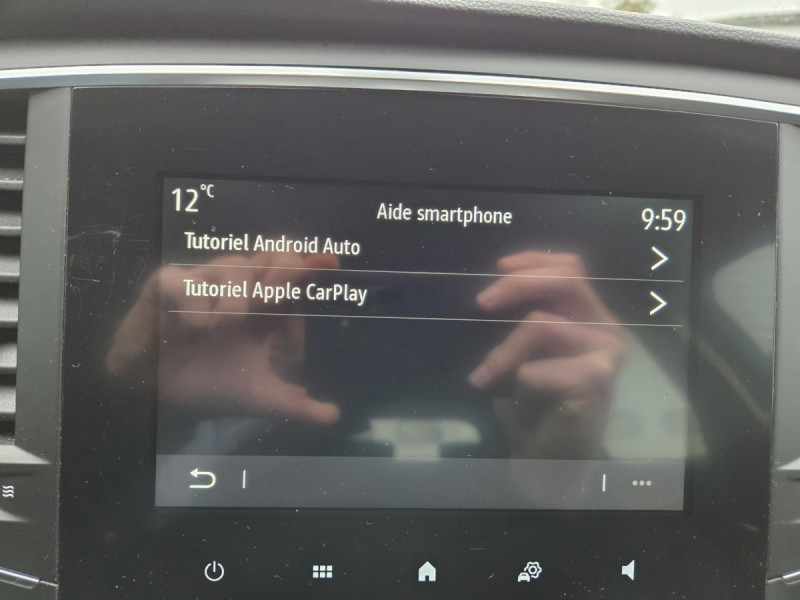 12°C
Aide smartphone
9:59
Tutoriel Android Auto
Tutoriel Apple CarPlay